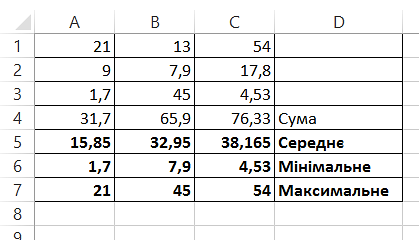 A B C D
1 21 13 54
2 9 7,9 17,8
3 1,7 45 4,53
4 31,7 65,9 76,33 Сума
5 15,85 32,95 38,165 Середнє
6 1,7 7,9 4,53 Мінімальне
7 21 45 54 Максимальне
8
9